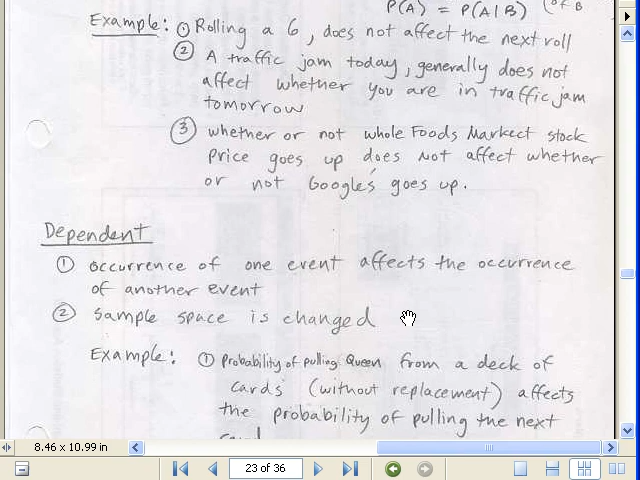 P(A) = P(A|B) (of B
Example: ① Rolling a 6, does not affect the next roll
② A traffic jam today, generally does not
affect whether you are in traffic jam
tomorrow
③ whether or not whole Foods Markect stock
Price goes up does not affect whether
or not Google's goes up.
Dependent
① occurrence of one event affects the occurrence
of another event
② sample space is changed
Example: ① Probability of pulling Queen from a deck of
cards (without replacement) affects
the probability of pulling the next
8.46 x 10.99 in
23 of 36